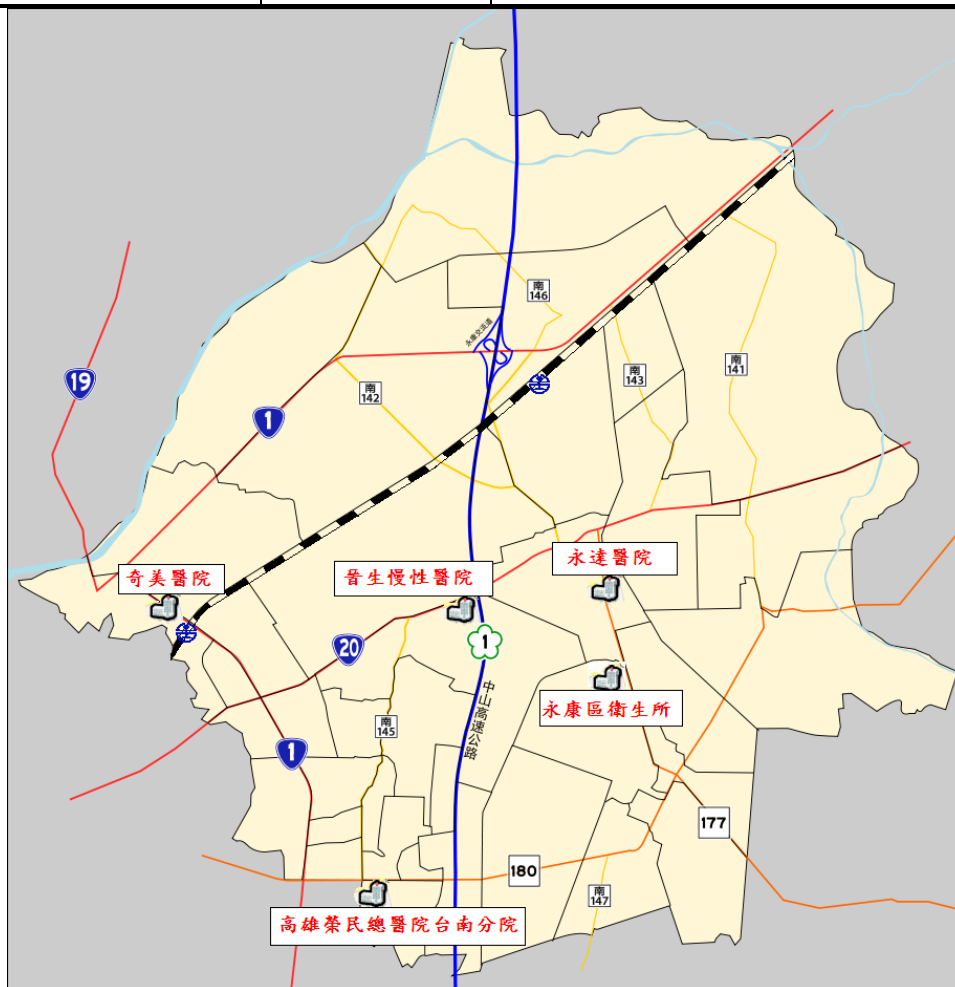 南
146
永康交流道
19
1
南
142
南
143
南
141
永達醫院
奇美醫院
晉生慢性醫院
20
1
中山高速公路
永康區衛生所
南
145
1
177
180
南
147
高雄榮民總醫院台南分院